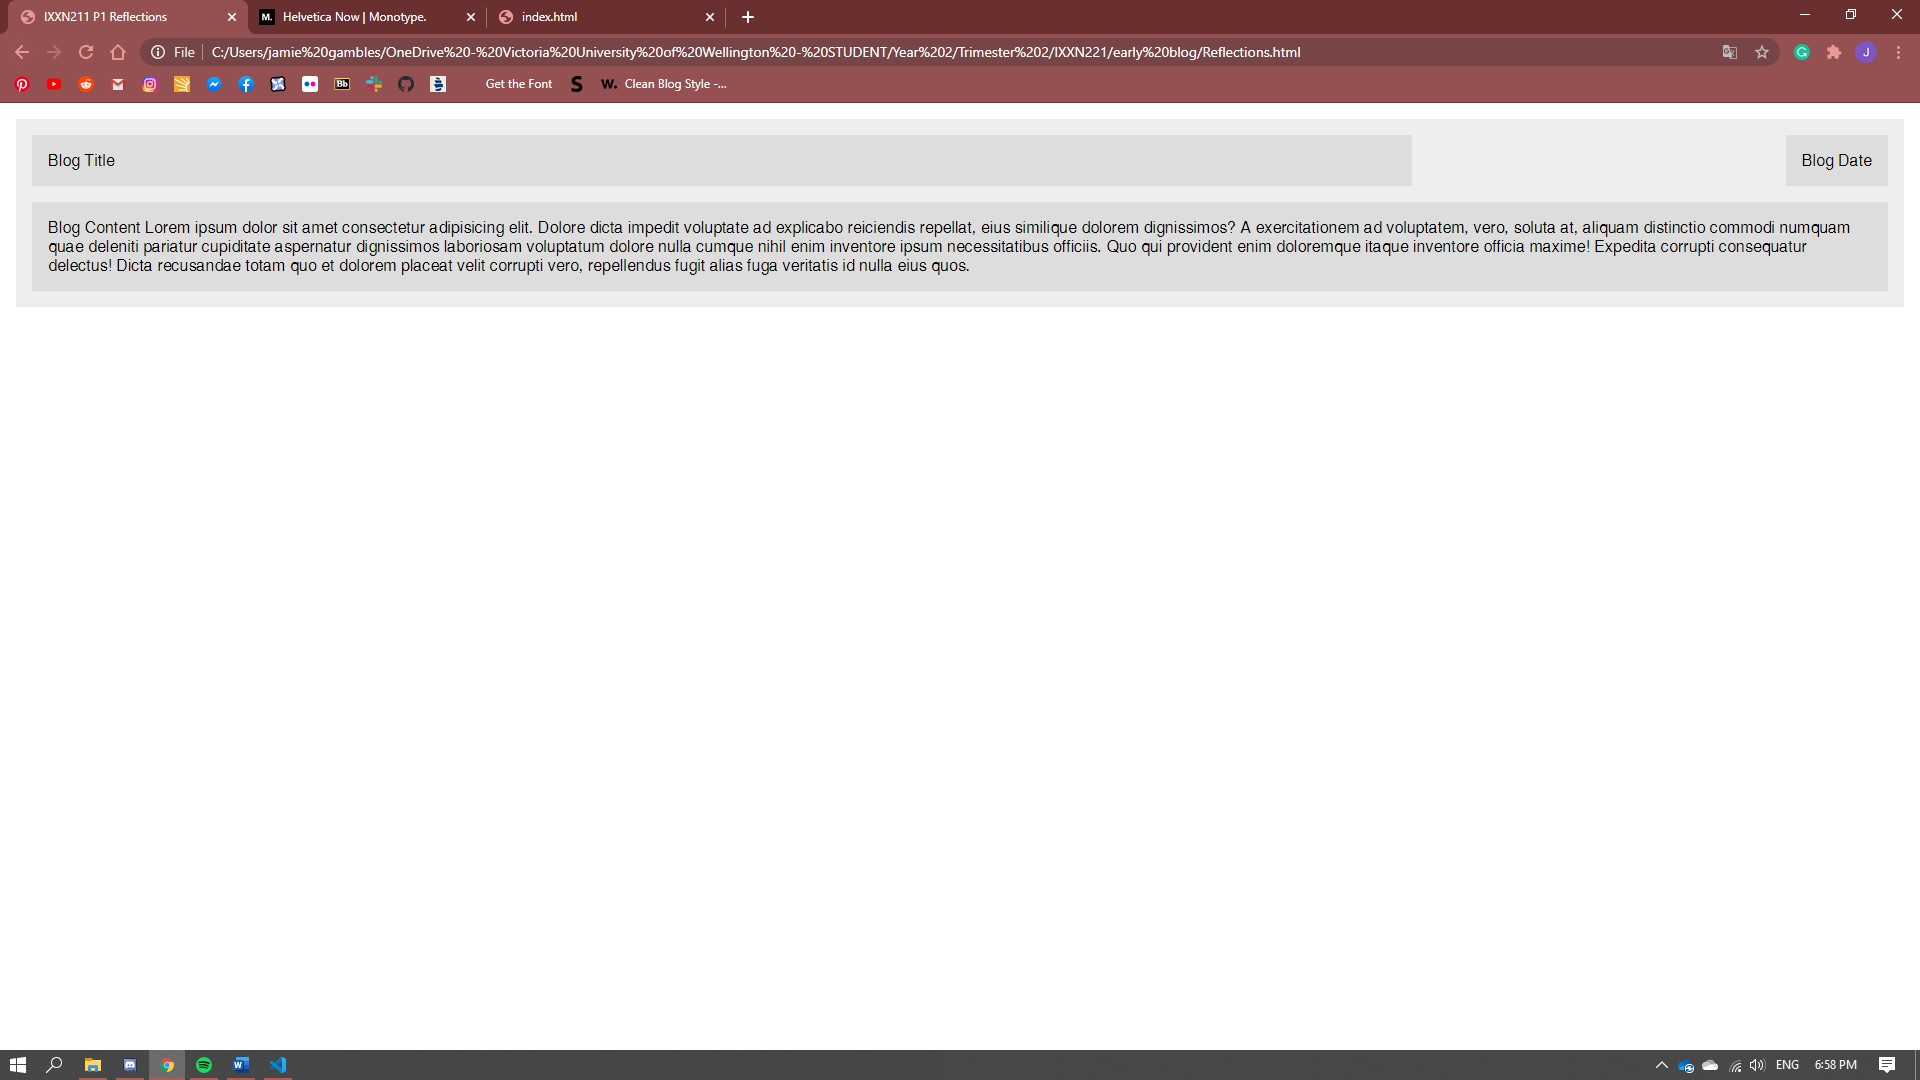 IXXN211 P1 Reflections
M. Helvetica Now | Monotype.
index.html
File C:/Users/jamie%20gambles/OneDrive%20-%20Victoria%20University%20of%20Wellington%20-%20STUDENT/Year%202/Trimester%202/IXXN221/early%20blog/Reflections.html
J
Bb Get the Font S W. Clean Blog Style -...
Blog Title
Blog Date
Blog Content Lorem ipsum dolor sit amet consectetur adipisicing elit. Dolore dicta impedit voluptate ad explicabo reiciendis repellat, eius similique dolorem dignissimos? A exercitationem ad voluptatem, vero, soluta at, aliquam distinctio commodi numquam
quae deleniti pariatur cupiditate aspernatur dignissimos laboriosam voluptatum dolore nulla cumque nihil enim inventore ipsum necessitatibus officiis. Quo qui provident enim doloremque itaque inventore officia maxime! Expedita corrupti consequatur
delectus! Dicta recusandae totam quo et dolorem placeat velit corrupti vero, repellendus fugit alias fuga veritatis id nulla eius quos.
ENG 6:58 PM